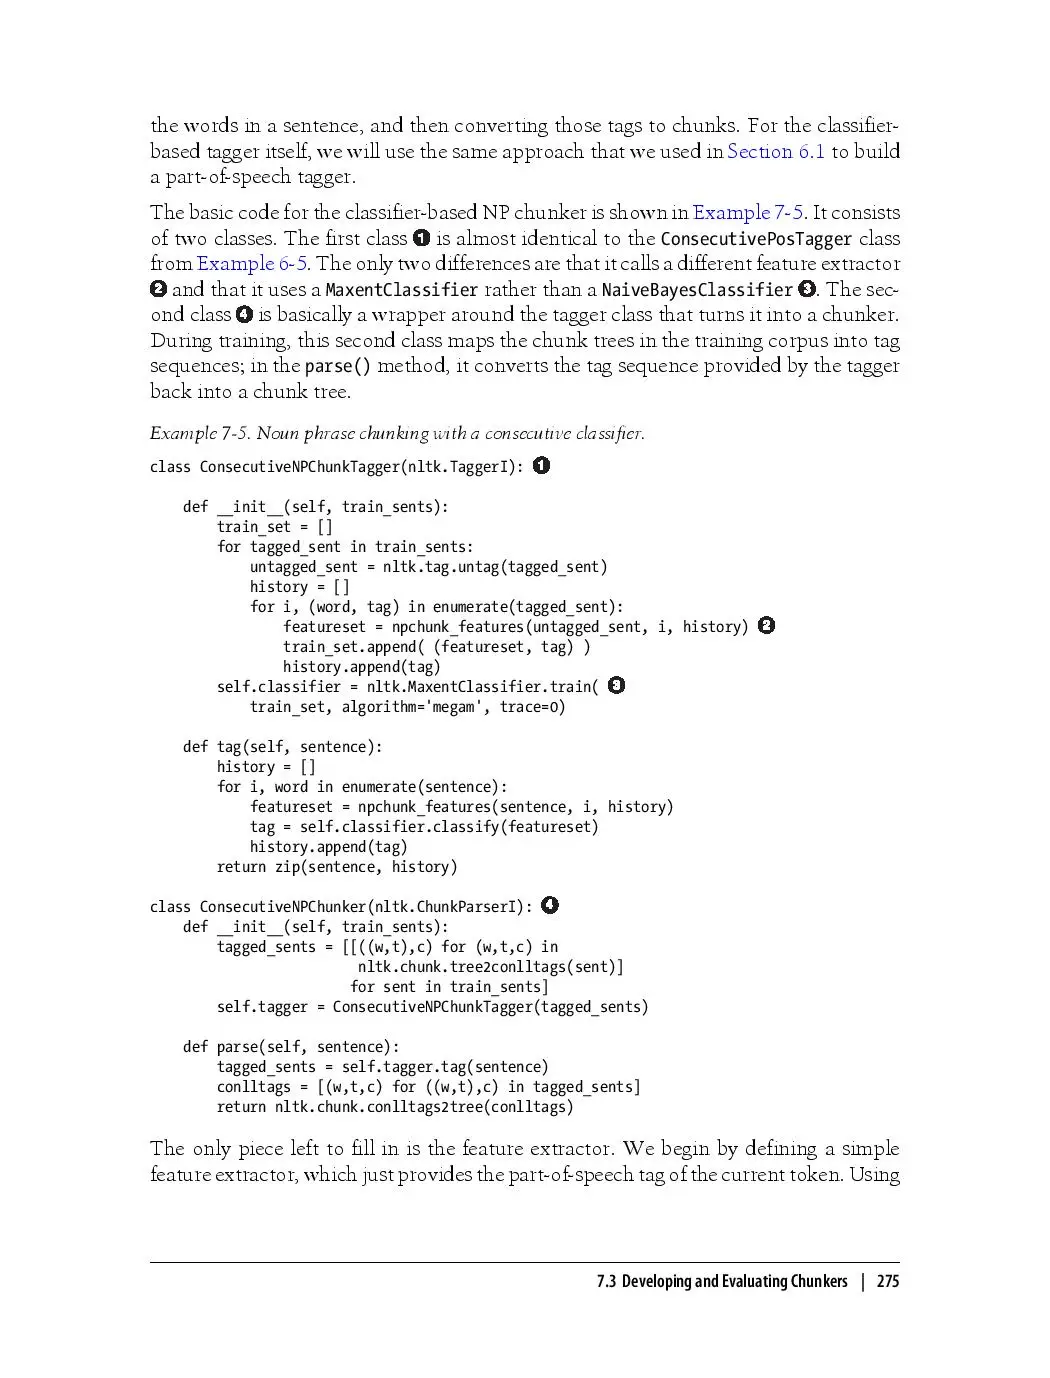 the words in a sentence, and then converting those tags to chunks. For the classifier-
based tagger itself, we will use the same approach that we used in Section 6.1 to build
a part-of-speech tagger.
The basic code for the classifier-based NP chunker is shown in Example 7-5. It consists
of two classes. The first class ❶ is almost identical to the ConsecutivePosTagger class
from Example 6-5. The only two differences are that it calls a different feature extractor
❷ and that it uses a MaxentClassifier rather than a NaiveBayesClassifier ❸. The sec-
ond class ❹ is basically a wrapper around the tagger class that turns it into a chunker.
During training, this second class maps the chunk trees in the training corpus into tag
sequences; in the parse() method, it converts the tag sequence provided by the tagger
back into a chunk tree.
Example 7-5. Noun phrase chunking with a consecutive classifier.
class ConsecutiveNPChunkTagger(nltk.TaggerI): ❶
    def __init__(self, train_sents):
        train_set = []
        for tagged_sent in train_sents:
            untagged_sent = nltk.tag.untag(tagged_sent)
            history = []
            for i, (word, tag) in enumerate(tagged_sent):
                featureset = npchunk_features(untagged_sent, i, history) ❷
                train_set.append( (featureset, tag) )
                history.append(tag)
        self.classifier = nltk.MaxentClassifier.train( ❸
            train_set, algorithm='megam', trace=0)
    def tag(self, sentence):
        history = []
        for i, word in enumerate(sentence):
            featureset = npchunk_features(sentence, i, history)
            tag = self.classifier.classify(featureset)
            history.append(tag)
        return zip(sentence, history)
class ConsecutiveNPChunker(nltk.ChunkParserI): ❹
    def __init__(self, train_sents):
        tagged_sents = [[((w,t),c) for (w,t,c) in
                         nltk.chunk.tree2conlltags(sent)]
                        for sent in train_sents]
        self.tagger = ConsecutiveNPChunkTagger(tagged_sents)
    def parse(self, sentence):
        tagged_sents = self.tagger.tag(sentence)
        conlltags = [(w,t,c) for ((w,t),c) in tagged_sents]
        return nltk.chunk.conlltags2tree(conlltags)
The only piece left to fill in is the feature extractor. We begin by defining a simple
feature extractor, which just provides the part-of-speech tag of the current token. Using
7.3 Developing and Evaluating Chunkers | 275